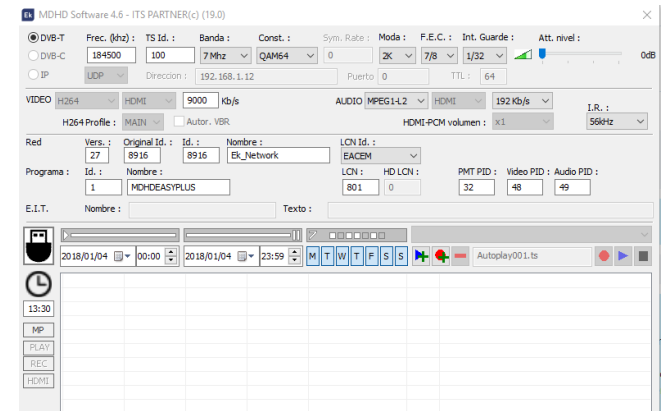 Ek MDHD Software 4.6 - ITS PARTNER(c) (19.0)
DVB-T Frec. (khz) : TS Id. : Banda : Const. : Sym. Rate : Moda : F.E.C. : Int. Guarde : Att. nivel :
184500 100 7 Mhz QAM64 0 2K 7/8 1/32 0dB
DVB-C
IP UDP Direccion : 192.168.1.12 Puerto 0 TTL : 64
VIDEO H264 HDMI 9000 Kb/s AUDIO MPEG1-L2 HDMI 192 Kb/s I.R. :
H264 Profile : MAIN Autor. VBR HDMI-PCM volumen : x1 56kHz
Red Vers. : Original Id. : Id. : Nombre : LCN Id. :
27 8916 8916 Ek_Network EACEM
Programa : Id. : Nombre : LCN : HD LCN : PMT PID : Video PID : Audio PID :
1 MDHDEASYPLUS 801 0 32 48 49
E.I.T. Nombre : Texto :
2018/01/04 00:00 2018/01/04 23:59 M T W T F S S Autoplay001.ts
13:30
MP
PLAY
REC
HDMI